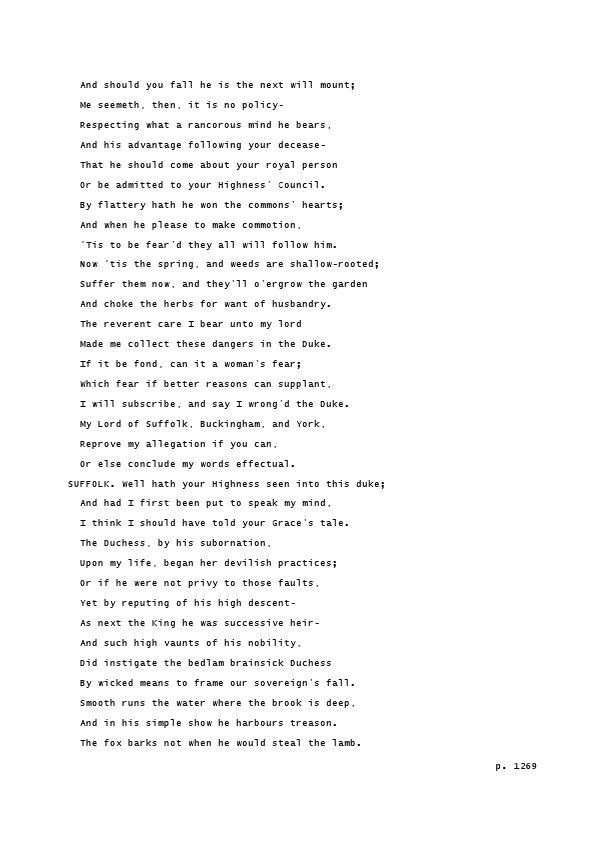 And should you fall he is the next will mount;
Me seemeth, then, it is no policy-
Respecting what a rancorous mind he bears,
And his advantage following your decease-
That he should come about your royal person
Or be admitted to your Highness' Council.
By flattery hath he won the commons' hearts;
And when he please to make commotion,
'Tis to be fear'd they all will follow him.
Now 'tis the spring, and weeds are shallow-rooted;
Suffer them now, and they'll o'ergrow the garden
And choke the herbs for want of husbandry.
The reverent care I bear unto my lord
Made me collect these dangers in the Duke.
If it be fond, can it a woman's fear;
Which fear if better reasons can supplant,
I will subscribe, and say I wrong'd the Duke.
My Lord of Suffolk, Buckingham, and York,
Reprove my allegation if you can,
Or else conclude my words effectual.
SUFFOLK. Well hath your Highness seen into this duke;
And had I first been put to speak my mind,
I think I should have told your Grace's tale.
The Duchess, by his subornation,
Upon my life, began her devilish practices;
Or if he were not privy to those faults,
Yet by reputing of his high descent-
As next the King he was successive heir-
And such high vaunts of his nobility,
Did instigate the bedlam brainsick Duchess
By wicked means to frame our sovereign's fall.
Smooth runs the water where the brook is deep,
And in his simple show he harbours treason.
The fox barks not when he would steal the lamb.
p. 1269